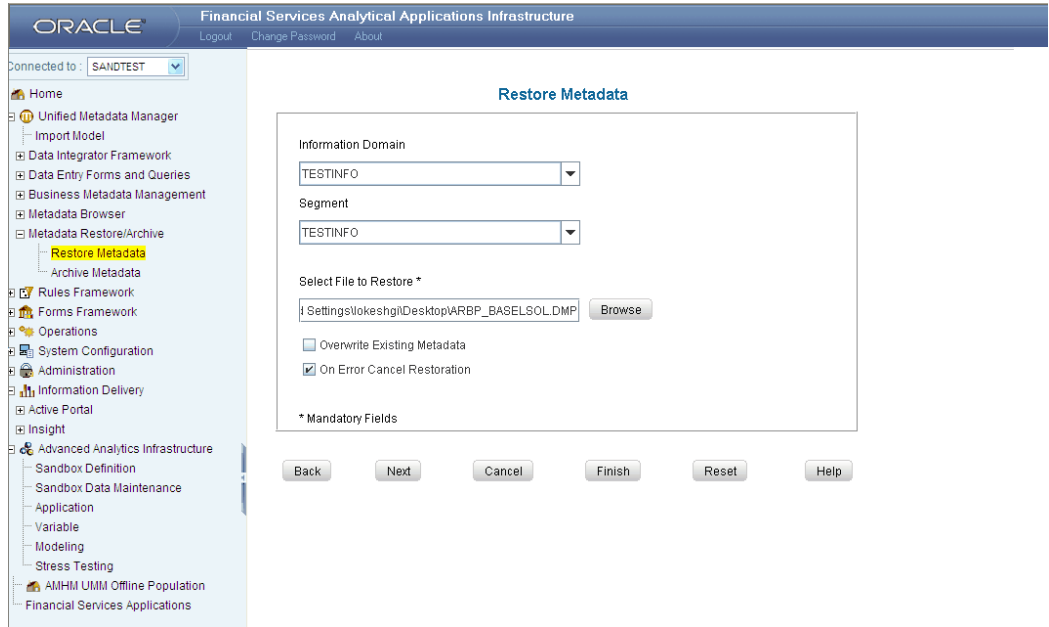 ORACLE
Financial Services Analytical Applications Infrastructure
Logout Change Password About
Connected to : SANDTEST
Home
Unified Metadata Manager
Import Model
Data Integrator Framework
Data Entry Forms and Queries
Business Metadata Management
Metadata Browser
Metadata Restore/Archive
Restore Metadata
Archive Metadata
Rules Framework
Forms Framework
Operations
System Configuration
Administration
Information Delivery
Active Portal
Insight
Advanced Analytics Infrastructure
Sandbox Definition
Sandbox Data Maintenance
Application
Variable
Modeling
Stress Testing
AMHM UMM Offline Population
Financial Services Applications
Restore Metadata
Information Domain
TESTINFO
Segment
TESTINFO
Select File to Restore *
d Settings\lokeshgi\Desktop\ARBP_BASELSOL.DMP Browse
Overwrite Existing Metadata
On Error Cancel Restoration
* Mandatory Fields
Back Next Cancel Finish Reset Help